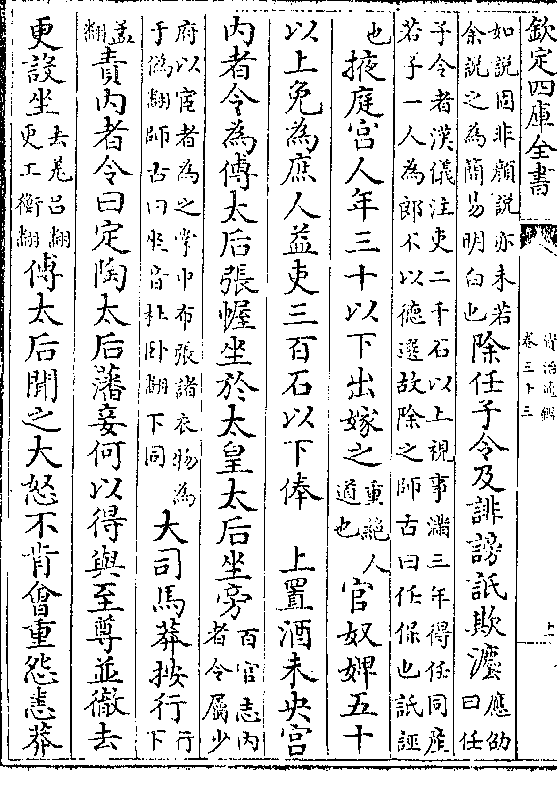 欽定四庫全書
資治通鑑
卷三十三
如說固非顏說亦未若
余說之為簡易明白也
除任子令及誹謗詆欺灋
應劭
曰任
子令者漢儀注吏二千石以上視事滿三年得任同産
若子一人為郎不以德選故除之師古曰任保也詆誣
也
掖庭宮人年三十以下出嫁之
重絶人
道也
官奴婢五十
以上免為庶人益吏三百石以下俸　上置酒未央宮
内者令為傅太后張幄坐於太皇太后坐旁
百官志内
者令屬少
府以宦者為之掌中布張諸衣物為
于偽翻師古曰坐音才卧翻下同
大司馬莽按行
行
下
孟
翻
責内者令曰定陶太后藩妾何以得與至尊並徹去
更設坐
去羌呂翻
更工衡翻
傅太后聞之大怒不肯會重怨恚莽